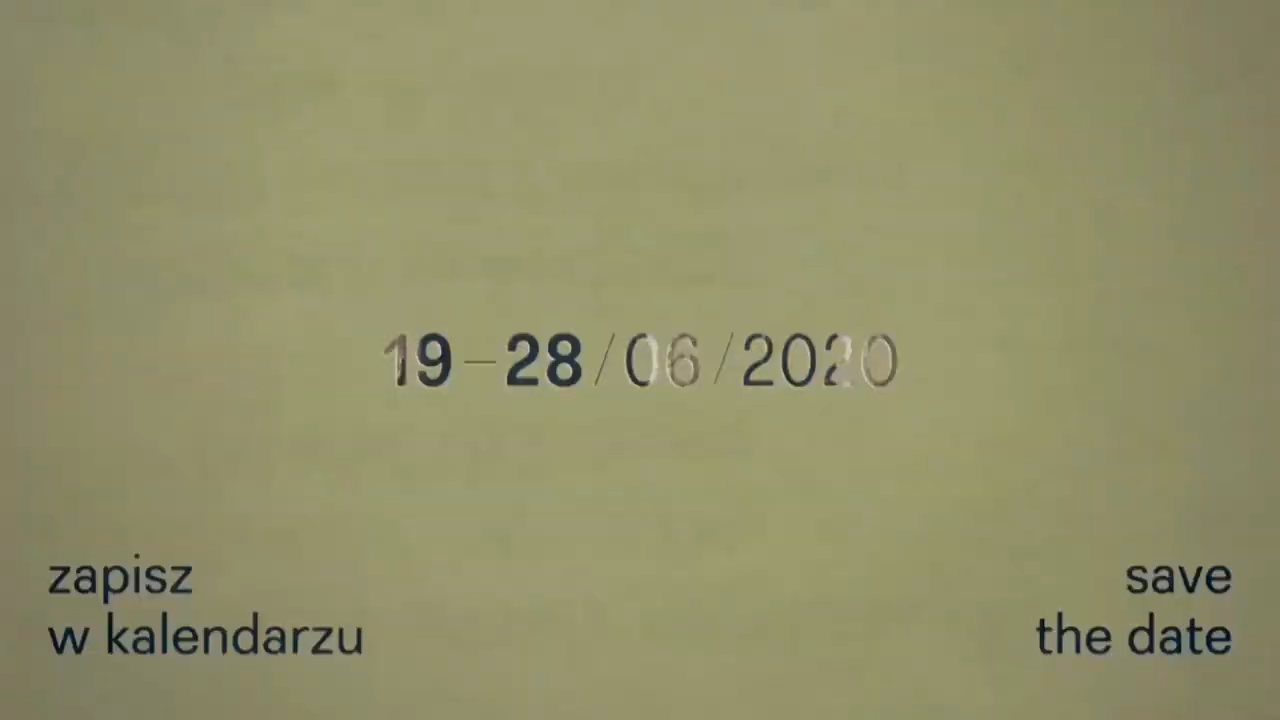 19–28/06/2020
zapisz
w kalendarzu
save
the date